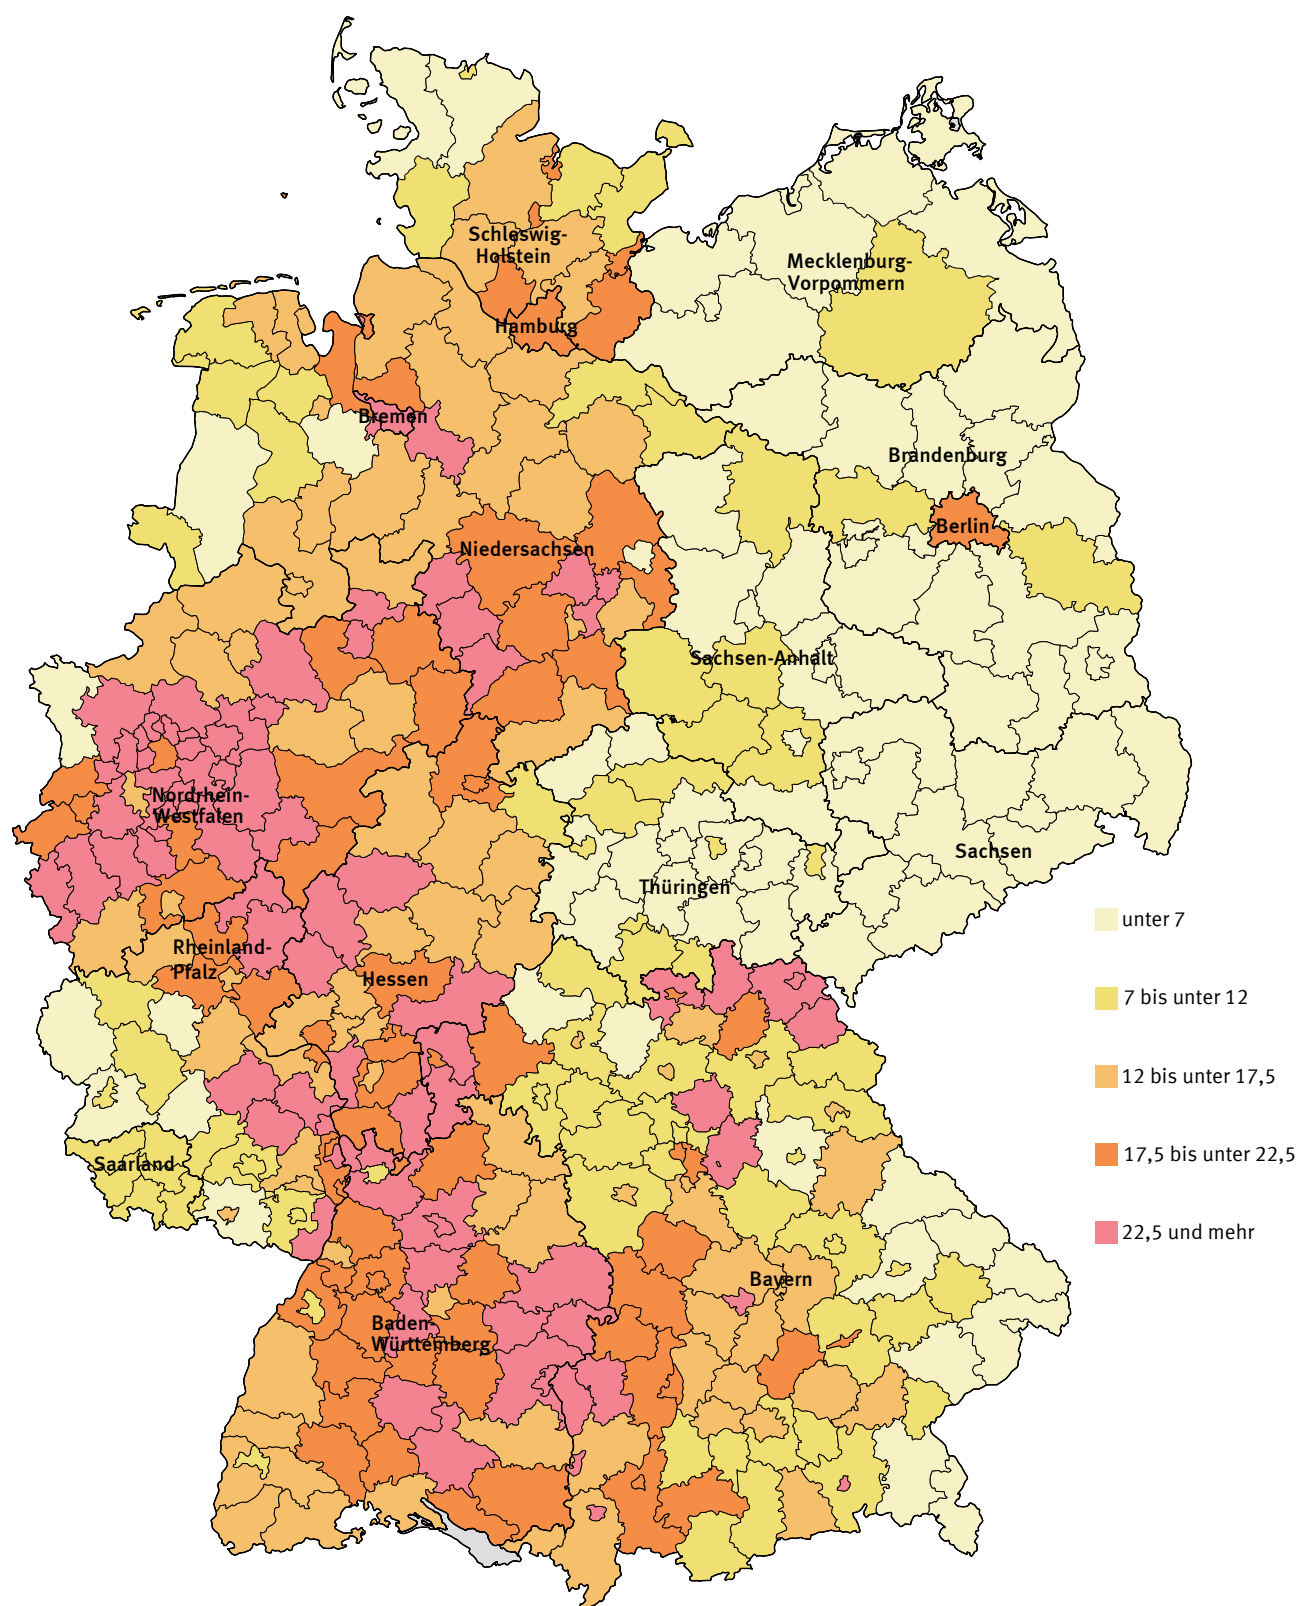 Schleswig-
Holstein
Mecklenburg-
Vorpommern
Hamburg
Bremen
Brandenburg
Berlin
Niedersachsen
Sachsen-Anhalt
Nordrhein-
Westfalen
Sachsen
Thüringen
unter 7
Rheinland-
Pfalz
Hessen
7 bis unter 12
12 bis unter 17,5
17,5 bis unter 22,5
Saarland
22,5 und mehr
Bayern
Baden-
Württemberg